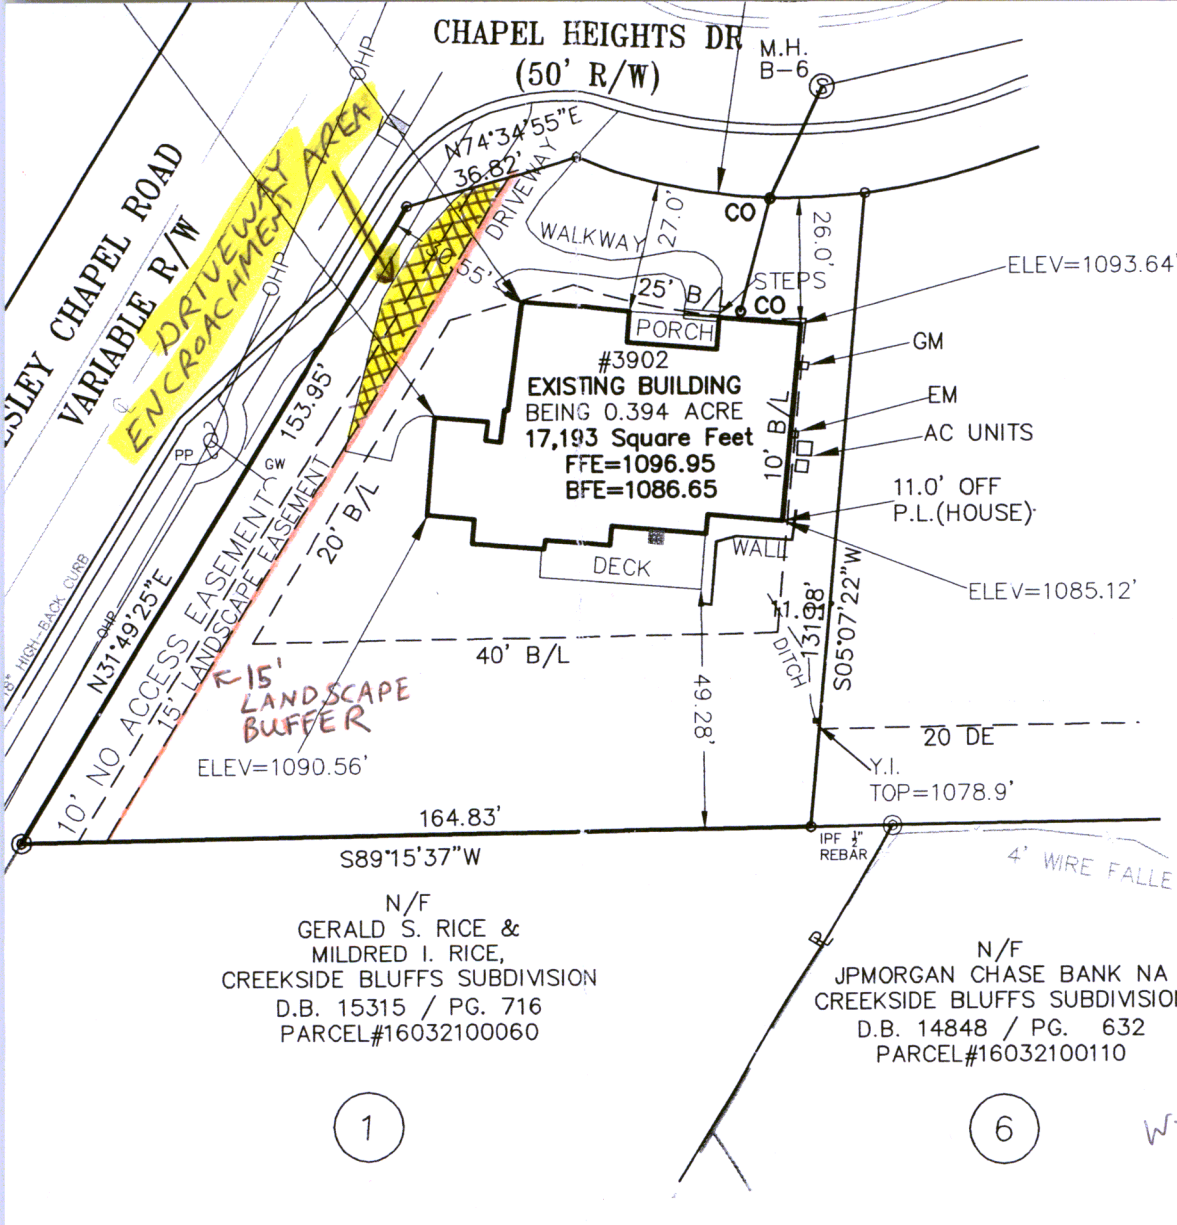 CHAPEL HEIGHTS DR
(50' R/W)
M.H.
B-6
OHP
DRIVEWAY
ENCROACHMENT AREA
N74°34'55"E
36.82'
DRIVEWAY
ESLEY CHAPEL ROAD
VARIABLE R/W
OHP
55'
WALKWAY
27.0'
CO
26.0'
25' B/L
STEPS
CO
ELEV=1093.64'
PORCH
#3902
EXISTING BUILDING
BEING 0.394 ACRE
17,193 Square Feet
FFE=1096.95
BFE=1086.65
10' B/L
GM
EM
AC UNITS
11.0' OFF
P.L.(HOUSE)
153.95'
PP
GW
20' B/L
DECK
WALL
ELEV=1085.12'
18" HIGH-BACK CURB
OHP
N31°49'25"E
10' NO ACCESS EASEMENT
15' LANDSCAPE EASEMENT
40' B/L
DITCH
S05°07'22"W
15'
LANDSCAPE
BUFFER
49.28'
20 DE
ELEV=1090.56'
Y.I.
TOP=1078.9'
164.83'
S89°15'37"W
IPF ½"
REBAR
4' WIRE FALLE
N/F
GERALD S. RICE &
MILDRED I. RICE,
CREEKSIDE BLUFFS SUBDIVISION
D.B. 15315 / PG. 716
PARCEL#16032100060
1
N/F
JPMORGAN CHASE BANK NA
CREEKSIDE BLUFFS SUBDIVISION
D.B. 14848 / PG. 632
PARCEL#16032100110
6